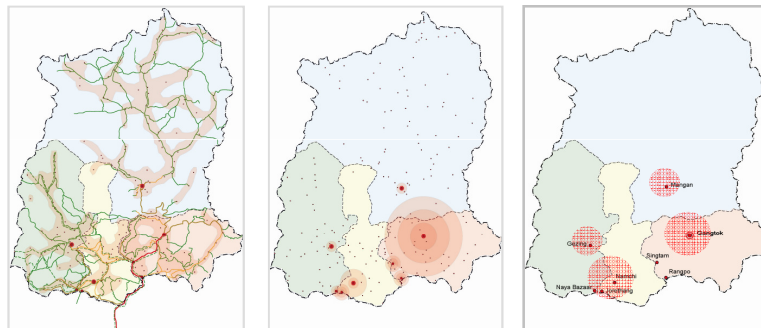 Mangan
Gangtok
Gezing
Singtam
Rangpo
Namchi
Naya Bazaar
Jorethang